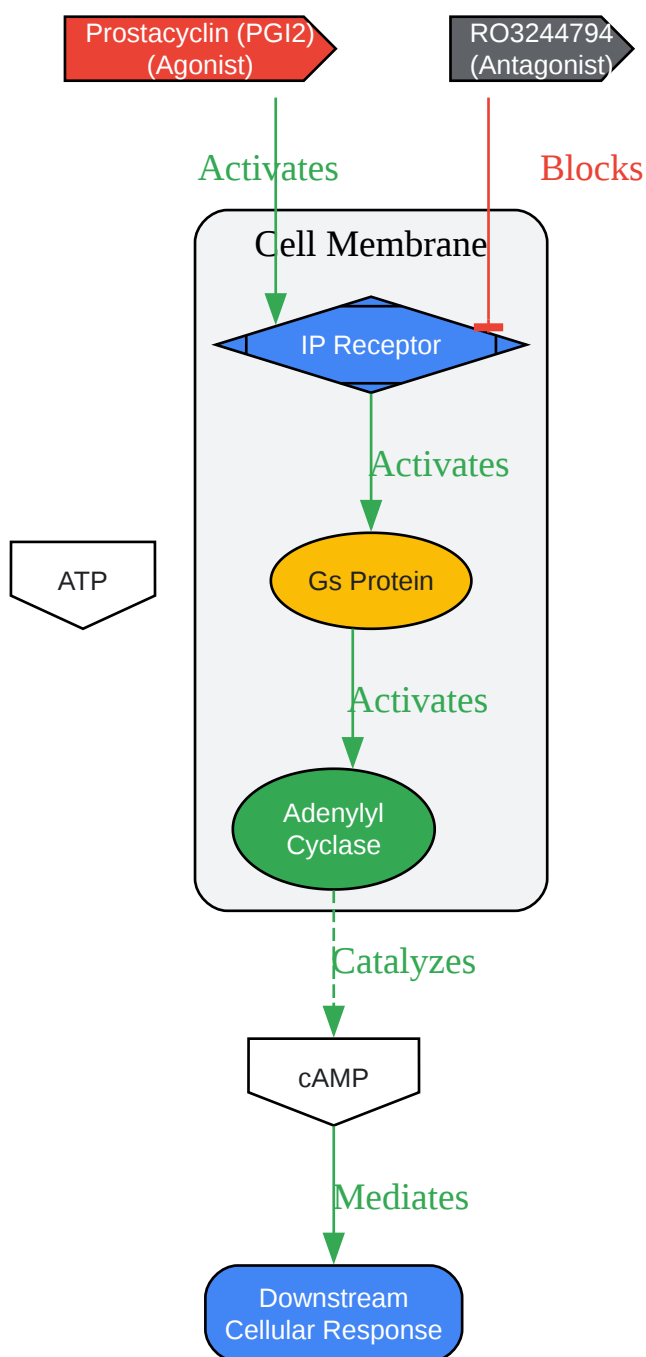 Prostacyclin (PGI2)
(Agonist)
RO3244794
(Antagonist)
Activates
Blocks
Cell Membrane
IP Receptor
Activates
ATP
Gs Protein
Activates
Adenylyl
Cyclase
Catalyzes
cAMP
Mediates
Downstream
Cellular Response